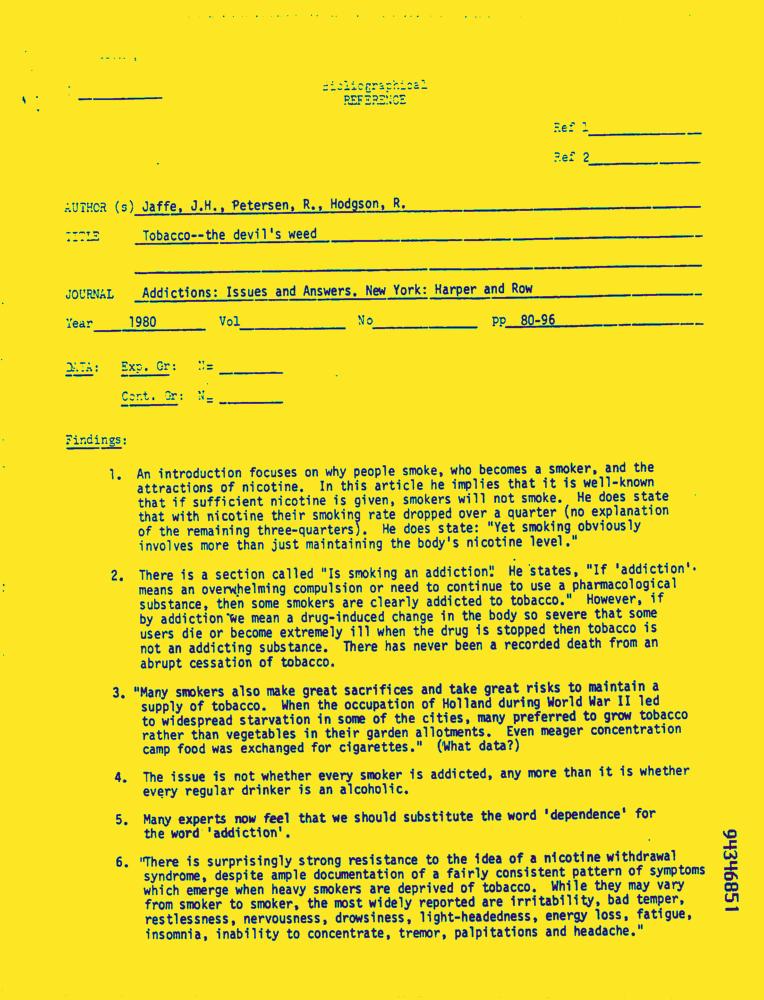 Bibliographical
REFERENCE
Ref 1
Ref 2
AUTHOR (s) Jaffe, J.H., Petersen, R., Hodgson, R.
TITLE Tobacco--the devil's weed
JOURNAL Addictions: Issues and Answers. New York: Harper and Row
Year 1980 Vol No pp 80-96
DATA: Exp. Gr: N=
Cont. Gr: N=
Findings:
1. An introduction focuses on why people smoke, who becomes a smoker, and the
attractions of nicotine. In this article he implies that it is well-known
that if sufficient nicotine is given, smokers will not smoke. He does state
that with nicotine their smoking rate dropped over a quarter (no explanation
of the remaining three-quarters). He does state: "Yet smoking obviously
involves more than just maintaining the body's nicotine level."
2. There is a section called "Is smoking an addiction". He states, "If 'addiction'
means an overwhelming compulsion or need to continue to use a pharmacological
substance, then some smokers are clearly addicted to tobacco." However, if
by addiction we mean a drug-induced change in the body so severe that some
users die or become extremely ill when the drug is stopped then tobacco is
not an addicting substance. There has never been a recorded death from an
abrupt cessation of tobacco.
3. "Many smokers also make great sacrifices and take great risks to maintain a
supply of tobacco. When the occupation of Holland during World War II led
to widespread starvation in some of the cities, many preferred to grow tobacco
rather than vegetables in their garden allotments. Even meager concentration
camp food was exchanged for cigarettes." (What data?)
4. The issue is not whether every smoker is addicted, any more than it is whether
every regular drinker is an alcoholic.
5. Many experts now feel that we should substitute the word 'dependence' for
the word 'addiction'.
6. "There is surprisingly strong resistance to the idea of a nicotine withdrawal
syndrome, despite ample documentation of a fairly consistent pattern of symptoms
which emerge when heavy smokers are deprived of tobacco. While they may vary
from smoker to smoker, the most widely reported are irritability, bad temper,
restlessness, nervousness, drowsiness, light-headedness, energy loss, fatigue,
insomnia, inability to concentrate, tremor, palpitations and headache."
94346851